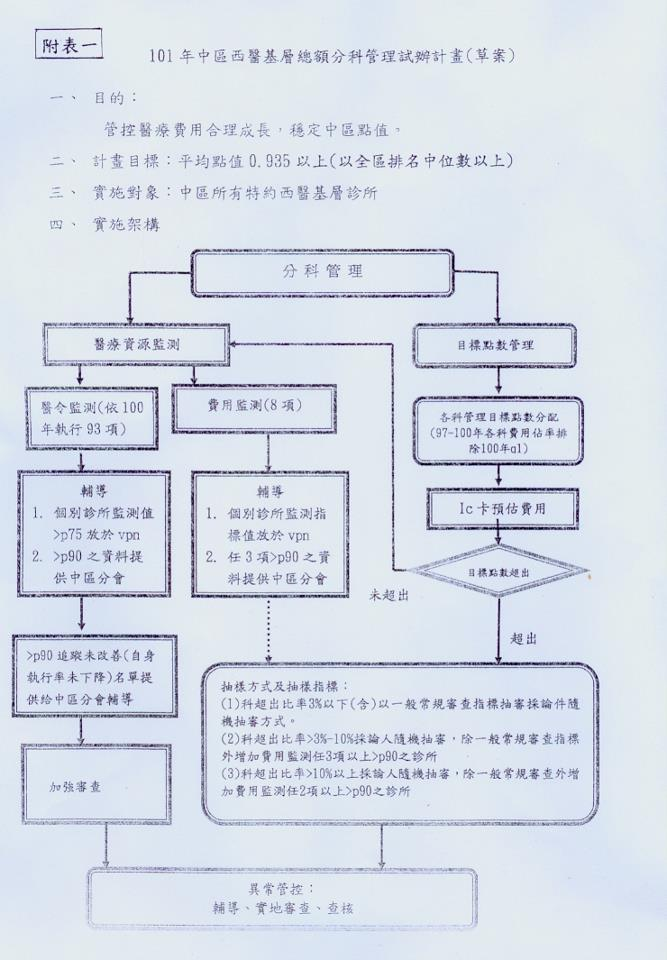 附表一
101年中區西醫基層總額分科管理試辦計畫(草案)
一、 目的：
管控醫療費用合理成長，穩定中區點值。
二、 計畫目標：平均點值0.935以上(以全區排名中位數以上)
三、 實施對象：中區所有特約西醫基層診所
四、 實施架構
分科管理
醫療資源監測
目標點數管理
醫令監測(依100
年執行93項)
費用監測(8項)
各科管理目標點數分配
(97-100年各科費用佔率排
除100年α1)
輔導
1. 個別診所監測值
>p75放於vpn
2. >p90之資料提
供中區分會
輔導
1. 個別診所監測指
標值放於vpn
2. 任3項>p90之資
料提供中區分會
Ic卡預估費用
目標點數超出
未超出
超出
>p90追蹤未改善(自身
執行率未下降)名單提
供給中區分會輔導
抽樣方式及抽樣指標：
(1)科超出比率3%以下(含)以一般常規審查指標抽審採論件隨
機抽審方式。
(2)科超出比率>3%-10%採論人隨機抽審，除一般常規審查指標
外增加費用監測任3項以上>p90之診所
(3)科超出比率>10%以上採論人隨機抽審，除一般常規審查外增
加費用監測任2項以上>p90之診所
加強審查
異常管控：
輔導、實地審查、查核